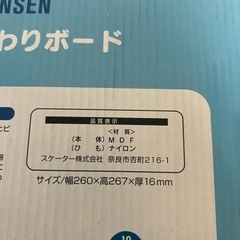 NSEN
わりボード
品質表示
<材質>
(本 体) MDF
(ひ も) ナイロン
スケーター株式会社 奈良市杏町216-1
サイズ/幅260×高267×厚16mm